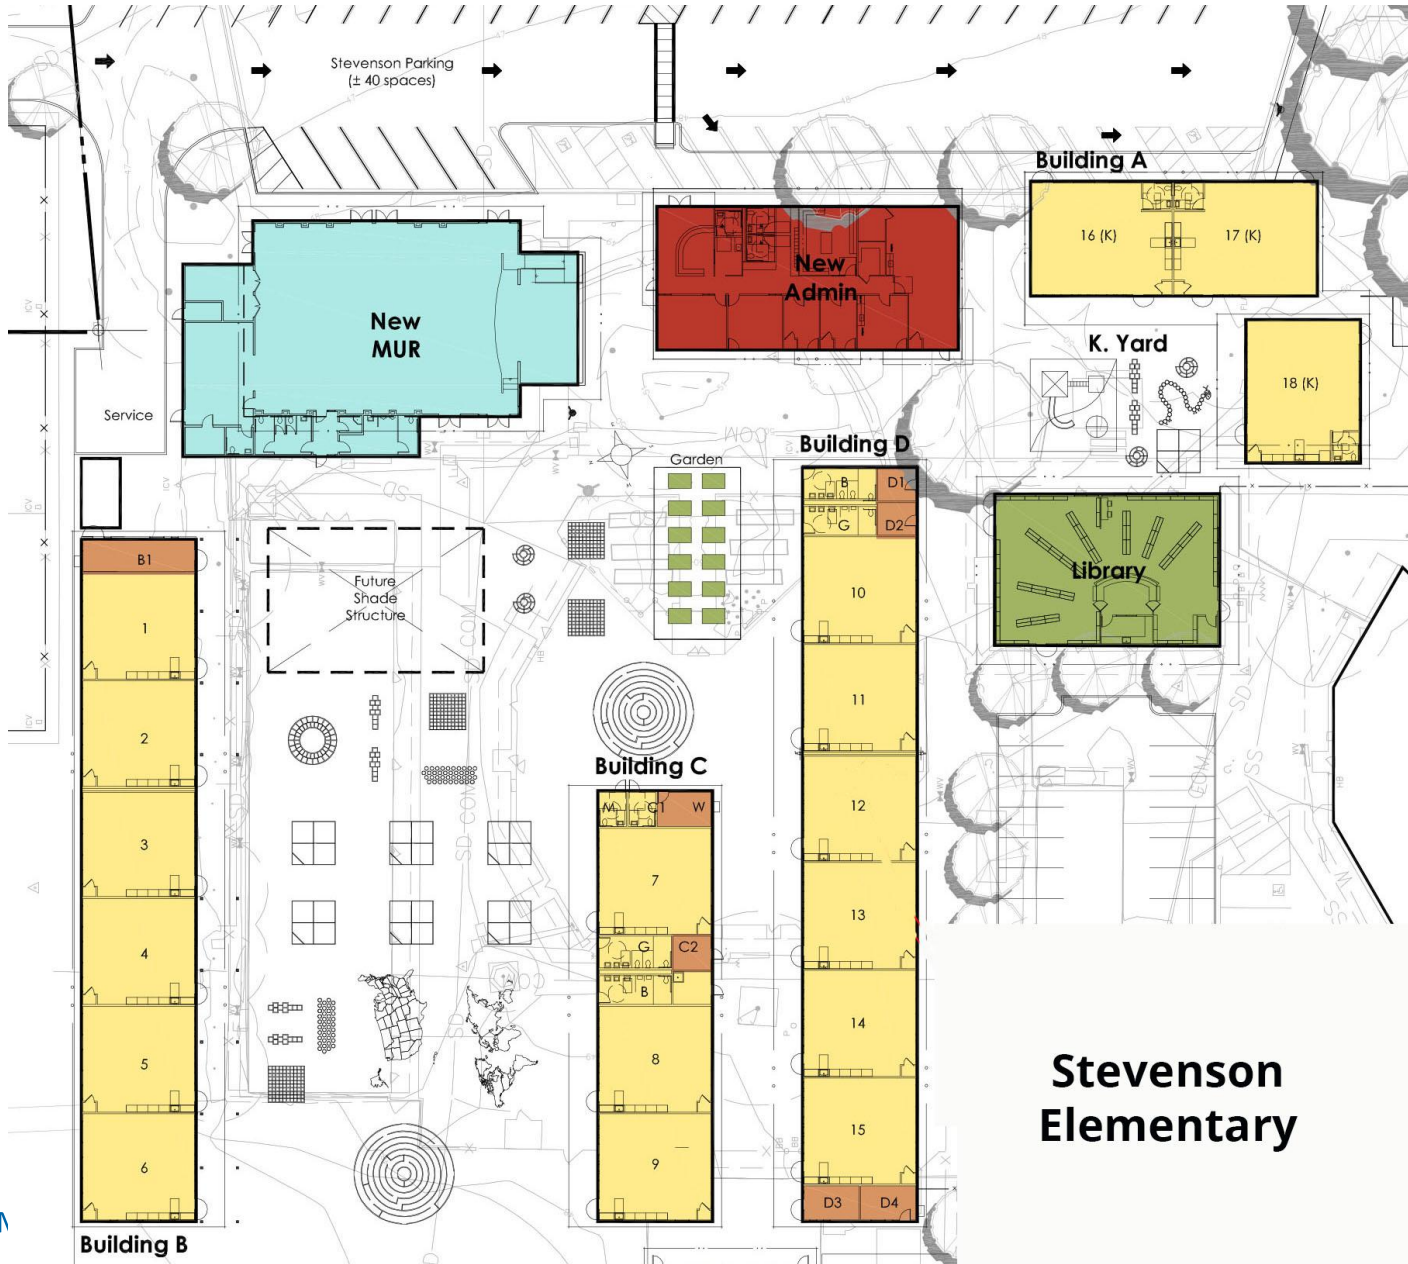 Stevenson Parking
(± 40 spaces)
Building A
16 (K)
17 (K)
New
Admin
New
MUR
K. Yard
18 (K)
Service
Building D
Garden
B
D1
G
D2
Library
B1
Future
Shade
Structure
10
1
11
2
Building C
M
C1
W
12
3
7
13
4
G
C2
B
14
5
8
15
6
9
D3
D4
Building B
Stevenson
Elementary